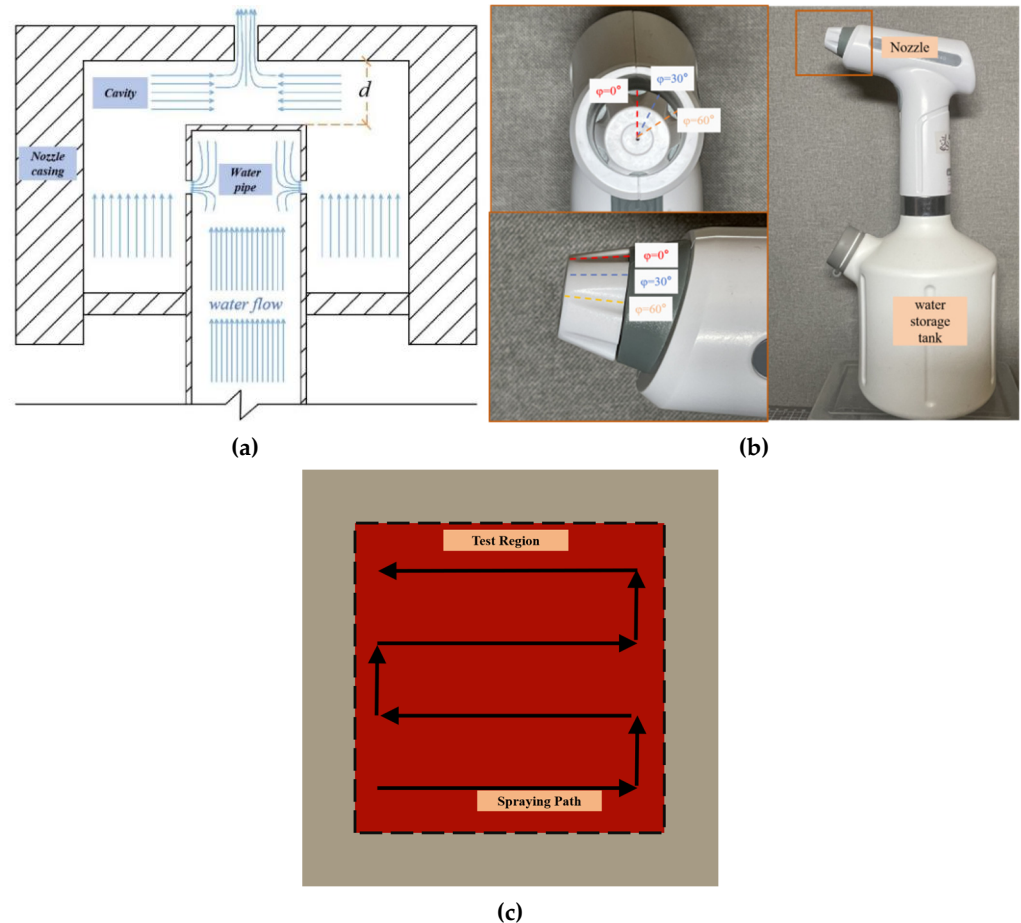 Cavity
d
Nozzle
casing
Water
pipe
water flow
(a)
φ=0°
φ=30°
φ=60°
φ=0°
φ=30°
φ=60°
Nozzle
water
storage
tank
(b)
Test Region
Spraying Path
(c)